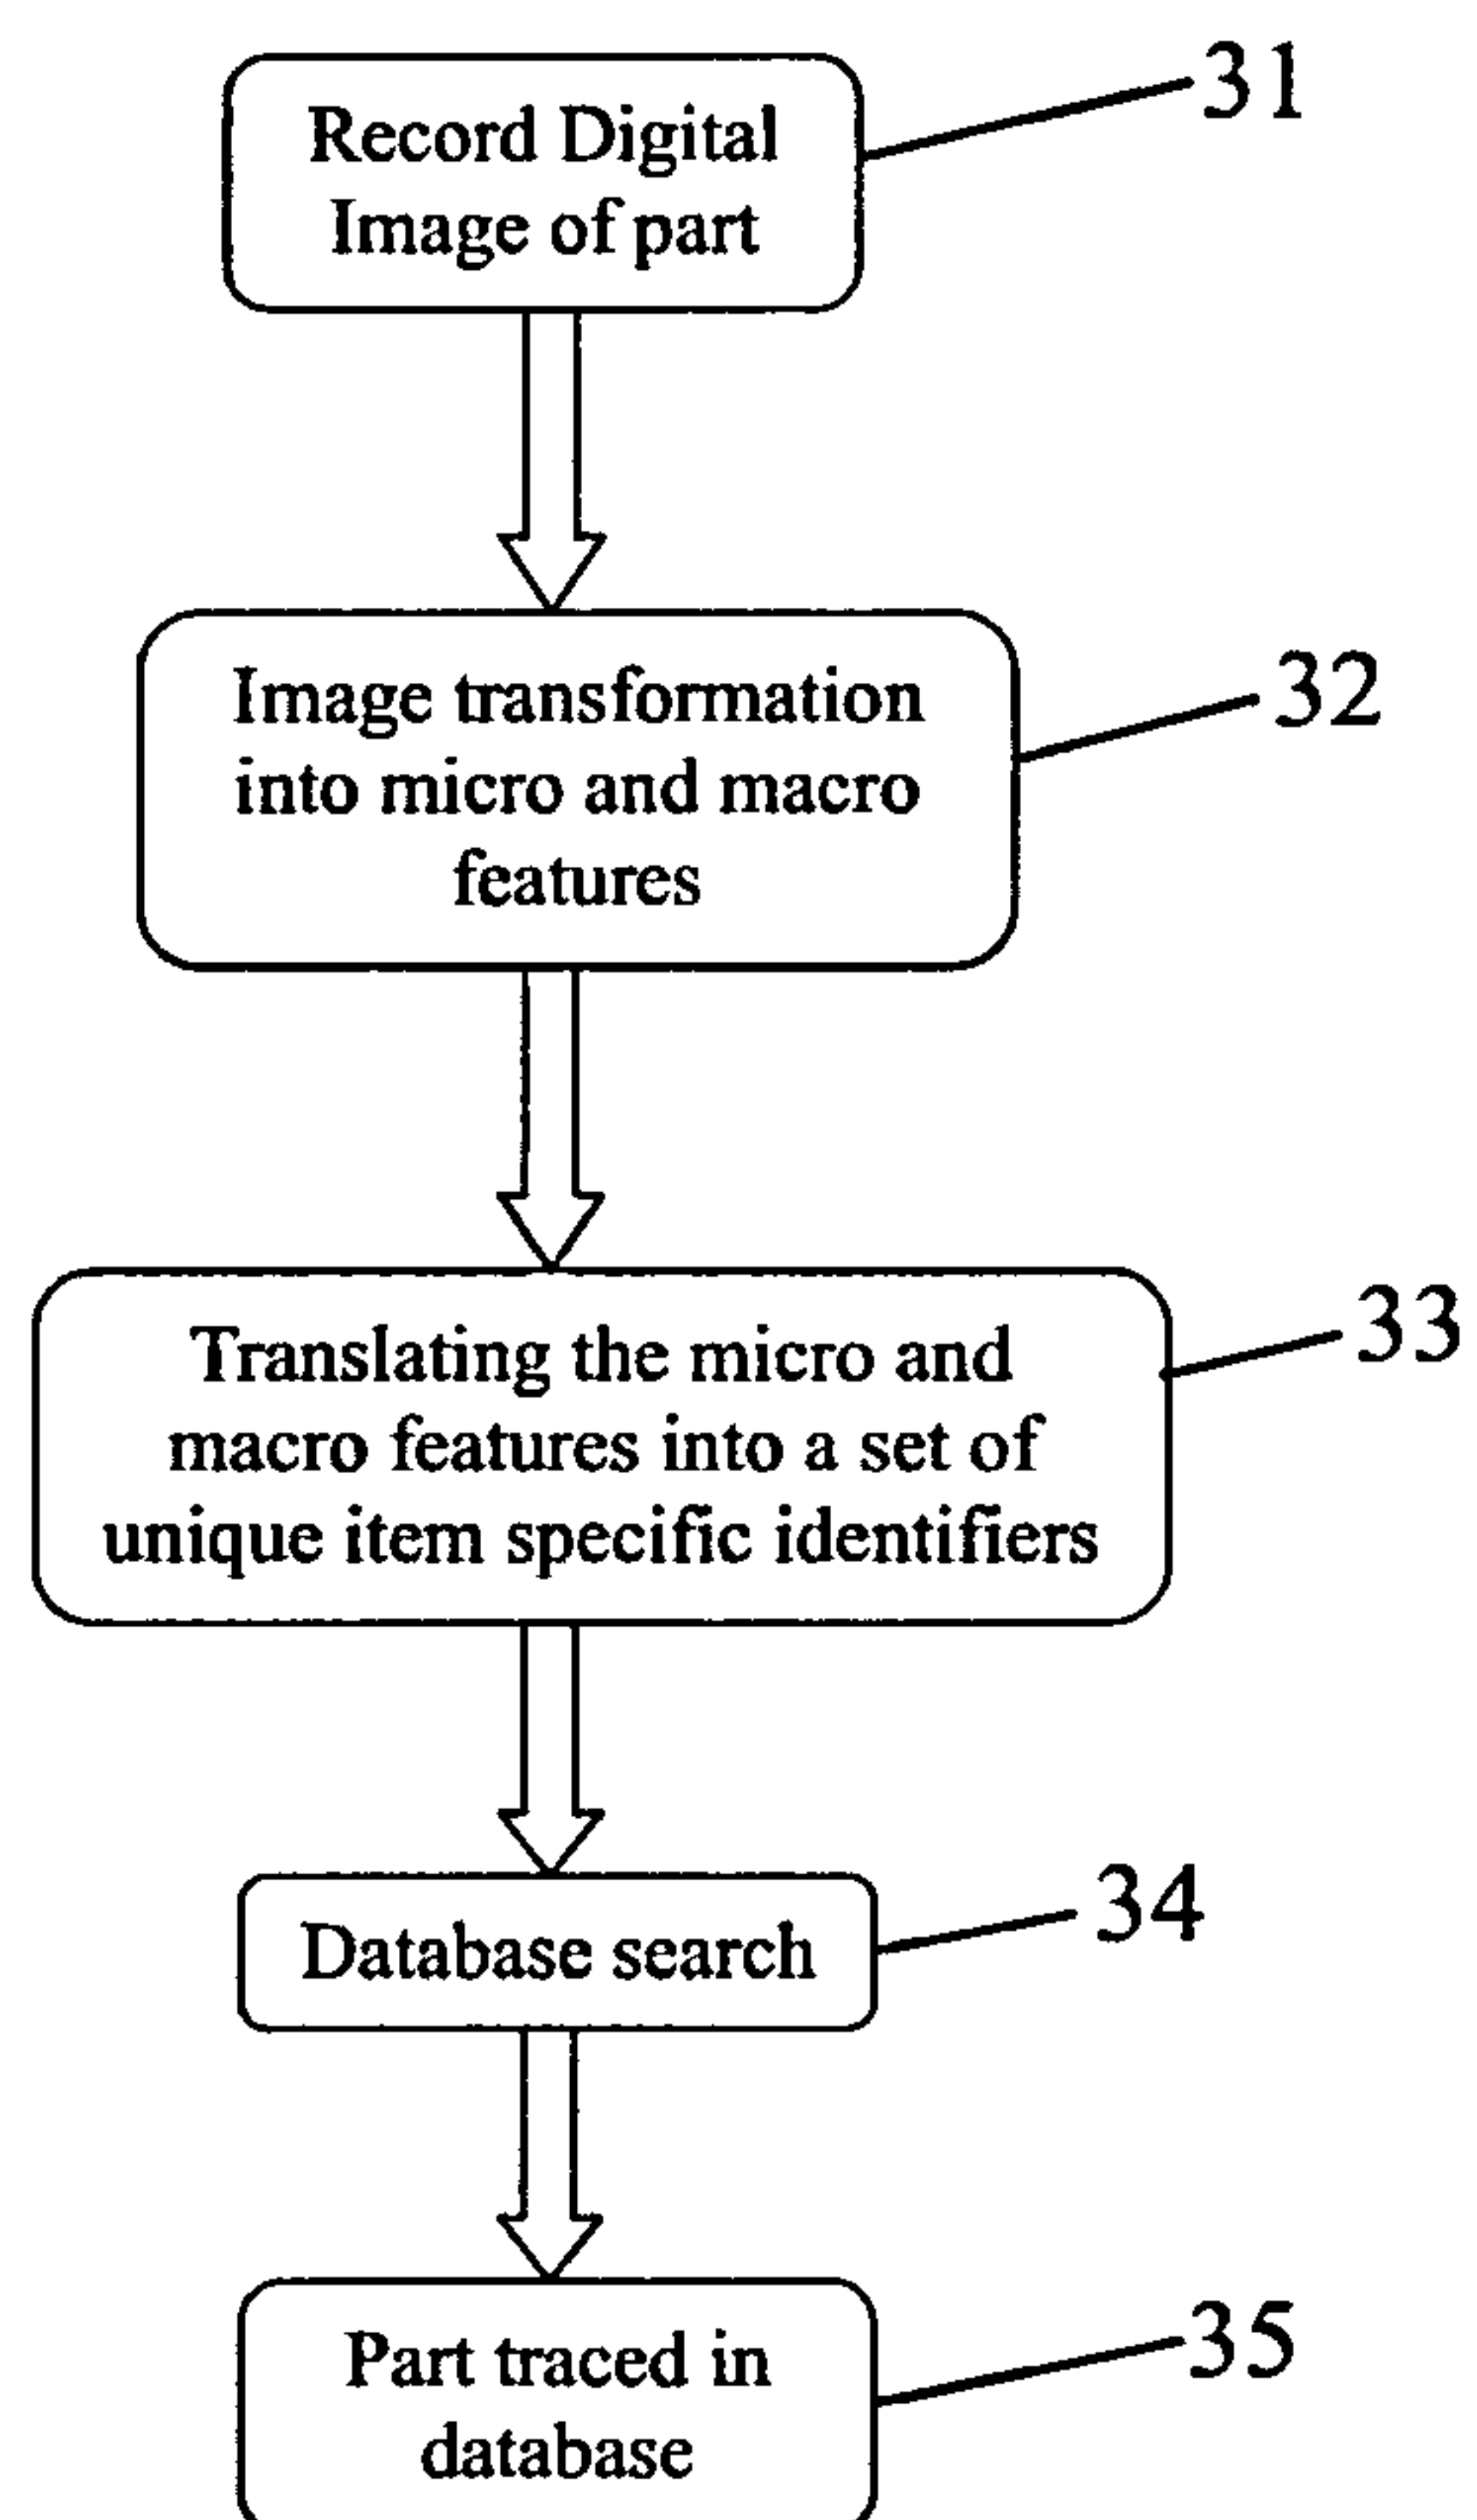 Record Digital
Image of part
31
Image transformation
into micro and macro
features
32
Translating the micro and
macro features into a set of
unique item specific identifiers
33
Database search
34
Part traced in
database
35